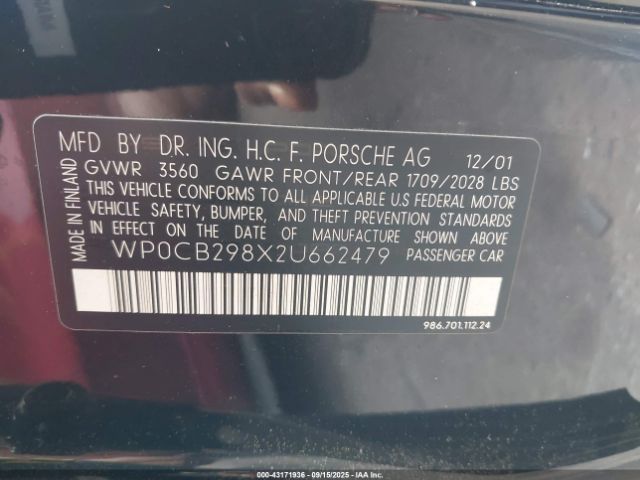 MFD BY DR. ING. H.C. F. PORSCHE AG 12/01
GVWR 3560 GAWR FRONT/REAR 1709/2028 LBS
THIS VEHICLE CONFORMS TO ALL APPLICABLE U.S FEDERAL MOTOR
VEHICLE SAFETY, BUMPER, AND THEFT PREVENTION STANDARDS
IN EFFECT ON THE DATE OF MANUFACTURE SHOWN ABOVE.
WP0CB298X2U662479 PASSENGER CAR
MADE IN FINLAND
986.701.112.24
00-43171936 - 09/15/2025 - IAA Inc.